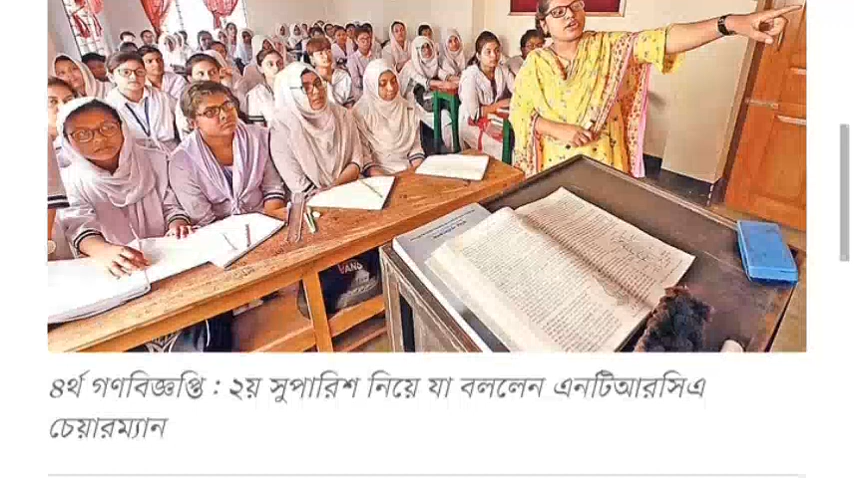 ৪র্থ গণবিজ্ঞপ্তি : ২য় সুপারিশ নিয়ে যা বললেন এনটিআরসিএ
চেয়ারম্যান